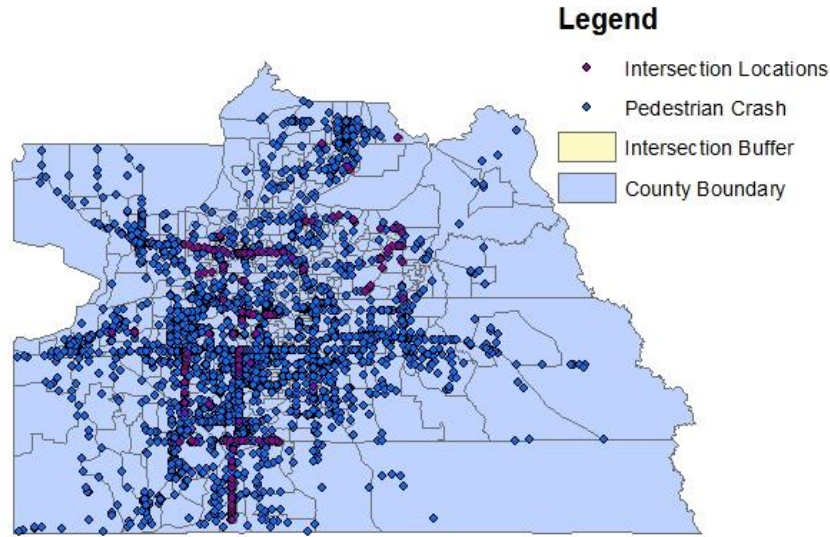 Legend
Intersection Locations
Pedestrian Crash
Intersection Buffer
County Boundary